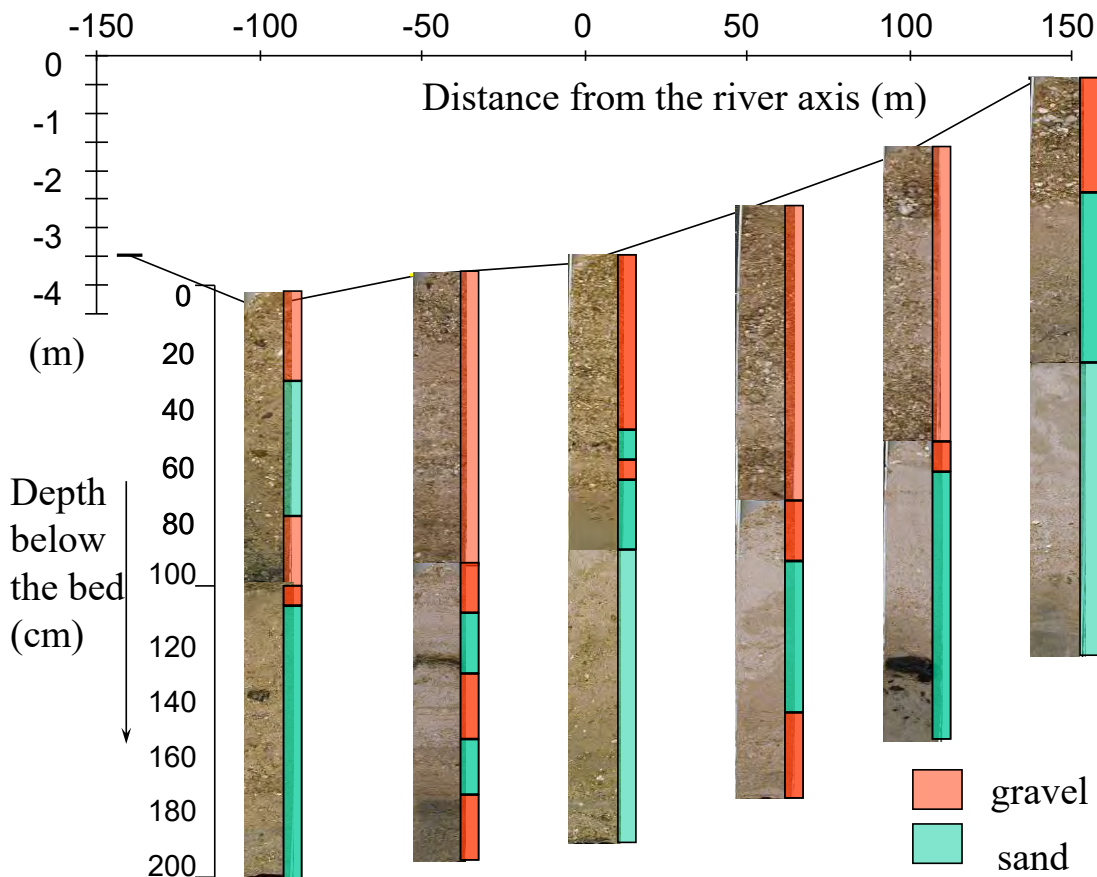 -150 -100 -50 0 50 100 150
Distance from the river axis (m)
0
-1
-2
-3
-4
(m)
0
20
40
60
80
100
120
140
160
180
200
Depth
below
the bed
(cm)
gravel
sand